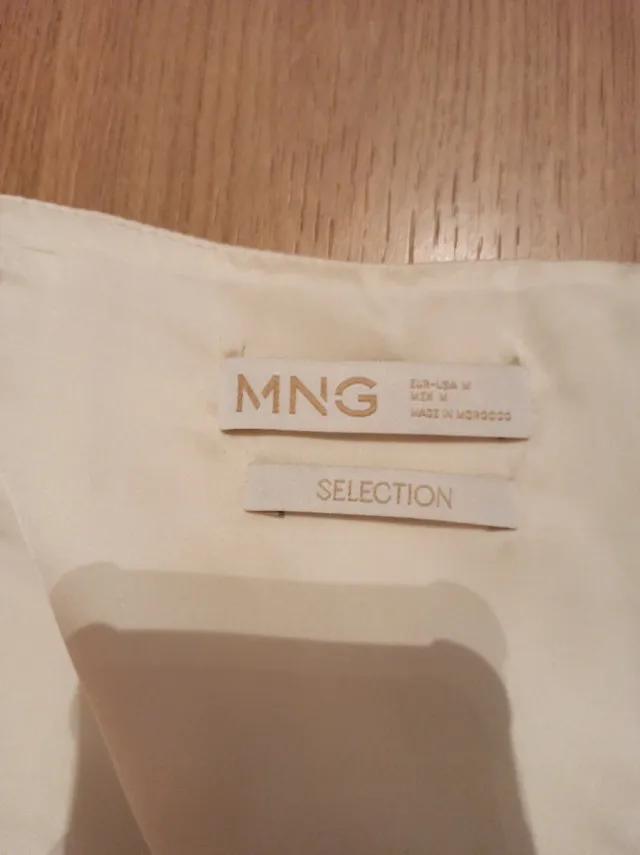 MNG
EUR-USA M
MEX M
MADE IN MOROCCO
SELECTION